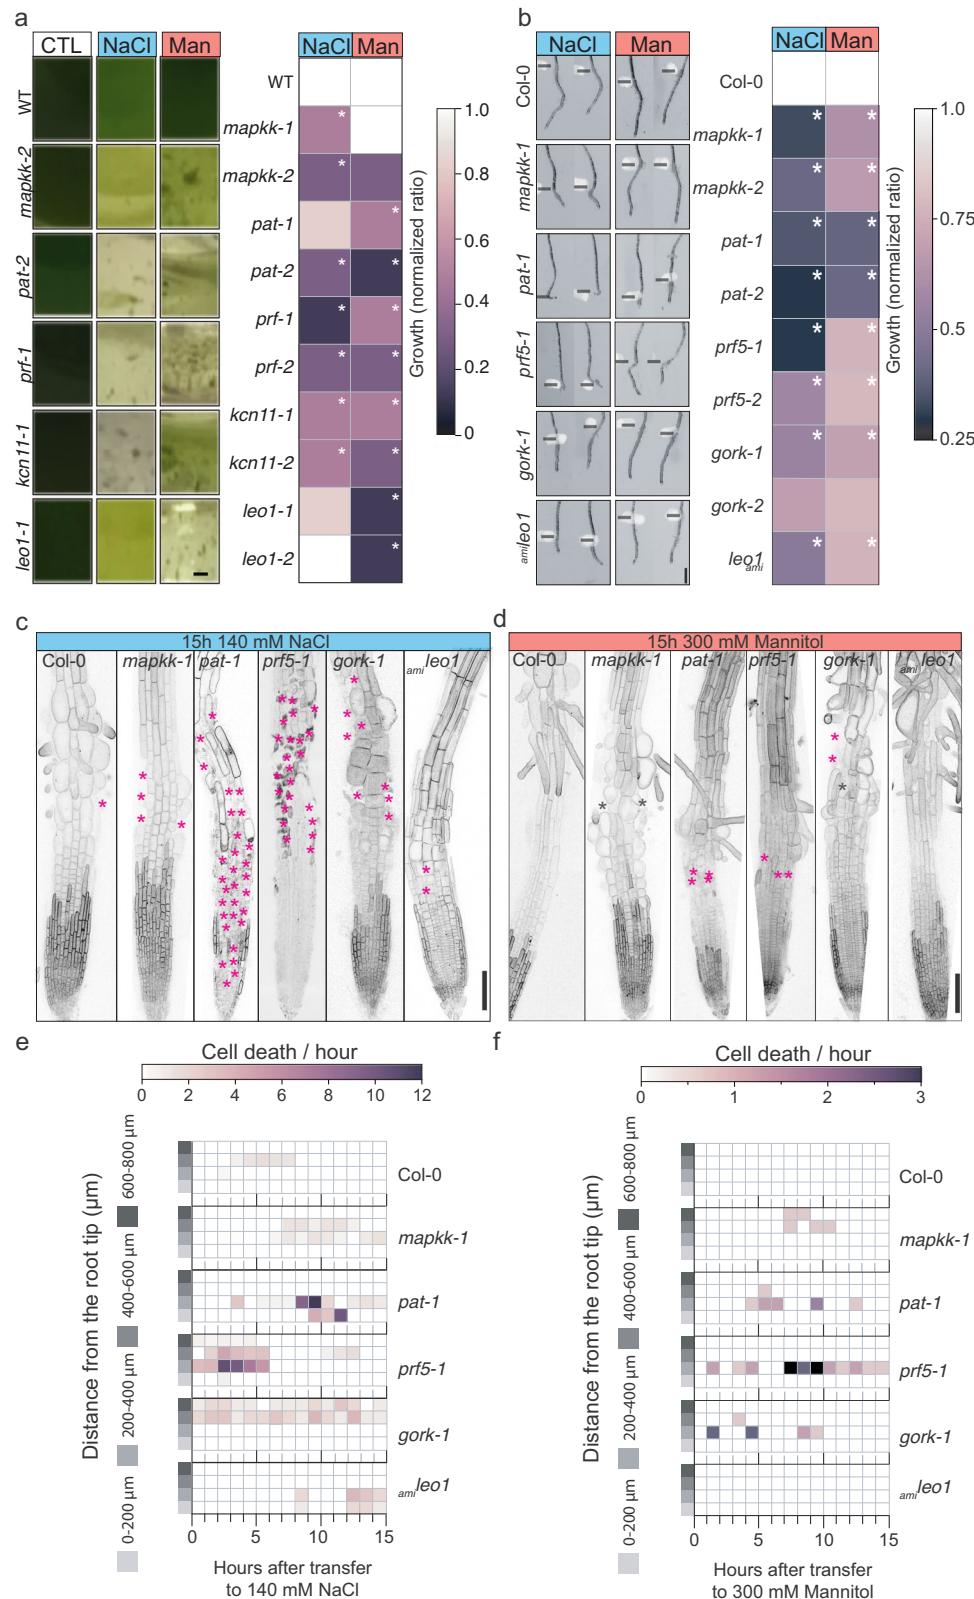 a
CTL NaCl Man
WT
mapkk-2
pat-2
prf-1
kcn11-1
leo1-1
NaCl Man
WT
mapkk-1
mapkk-2
pat-1
pat-2
prf-1
prf-2
kcn11-1
kcn11-2
leo1-1
leo1-2
* * * * * * * * * * * * * * *
1.0
0.8
0.6
0.4
0.2
0
Growth (normalized ratio)
b
NaCl Man
Col-0
mapkk-1
pat-1
prf5-1
gork-1
amileo1
NaCl Man
Col-0
mapkk-1
mapkk-2
pat-1
pat-2
prf5-1
prf5-2
gork-1
gork-2
leo1
ami
* * * * * * * * * * * * * * * *
1.0
0.75
0.5
0.25
Growth (normalized ratio)
c
15h 140 mM NaCl
Col-0 mapkk-1 pat-1 prf5-1 gork-1 amileo1
d
15h 300 mM Mannitol
Col-0 mapkk-1 pat-1 prf5-1 gork-1 amileo1
e
Cell death / hour
0 2 4 6 8 10 12
Distance from the root tip (µm)
600-800 µm
400-600 µm
200-400 µm
0-200 µm
Col-0
mapkk-1
pat-1
prf5-1
gork-1
amileo1
0 5 10 15
Hours after transfer
to 140 mM NaCl
f
Cell death / hour
0 1 2 3
Distance from the root tip (µm)
600-800 µm
400-600 µm
200-400 µm
0-200 µm
Col-0
mapkk-1
pat-1
prf5-1
gork-1
amileo1
0 5 10 15
Hours after transfer
to 300 mM Mannitol